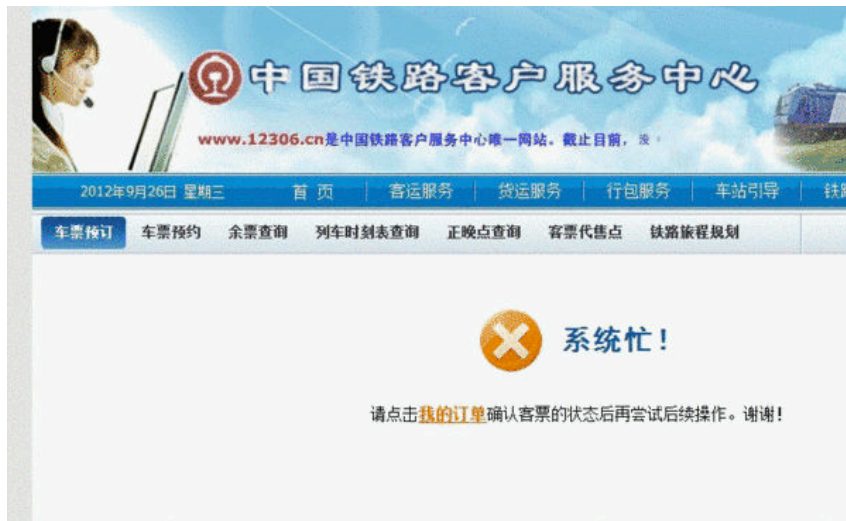 中国铁路客户服务中心
www.12306.cn是中国铁路客户服务中心唯一网站。截止目前，没
2012年9月26日 星期三 首 页 客运服务 货运服务 行包服务 车站引导 铁路
车票预订 车票预约 余票查询 列车时刻表查询 正晚点查询 客票代售点 铁路旅程规划
系统忙！
请点击我的订单确认客票的状态后再尝试后续操作。谢谢!